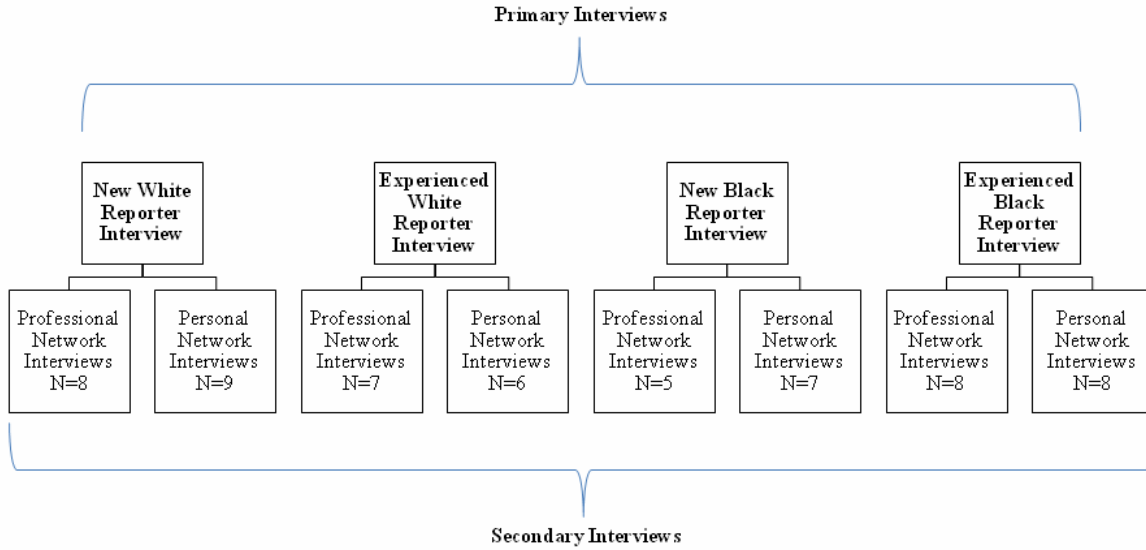 Primary Interviews
New White
Reporter
Interview
Experienced
White
Reporter
Interview
New Black
Reporter
Interview
Experienced
Black
Reporter
Interview
Professional
Network
Interviews
N=8
Personal
Network
Interviews
N=9
Professional
Network
Interviews
N=7
Personal
Network
Interviews
N=6
Professional
Network
Interviews
N=5
Personal
Network
Interviews
N=7
Professional
Network
Interviews
N=8
Personal
Network
Interviews
N=8
Secondary Interviews